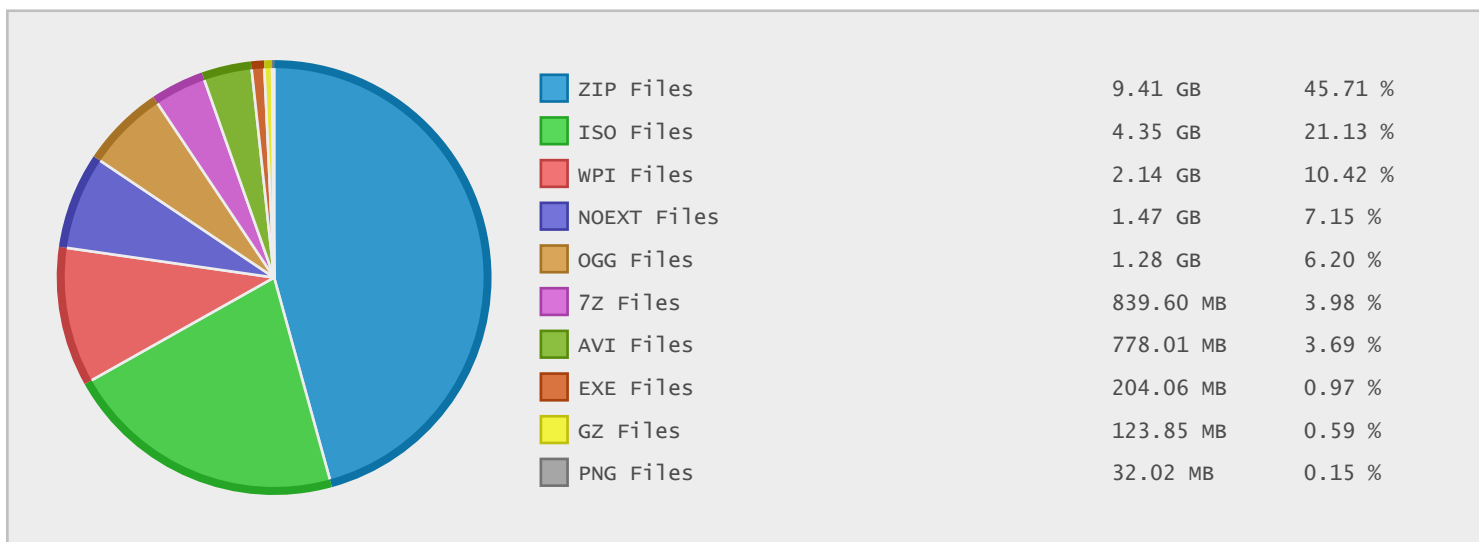 ZIP Files 9.41 GB 45.71 %
ISO Files 4.35 GB 21.13 %
WPI Files 2.14 GB 10.42 %
NOEXT Files 1.47 GB 7.15 %
OGG Files 1.28 GB 6.20 %
7Z Files 839.60 MB 3.98 %
AVI Files 778.01 MB 3.69 %
EXE Files 204.06 MB 0.97 %
GZ Files 123.85 MB 0.59 %
PNG Files 32.02 MB 0.15 %